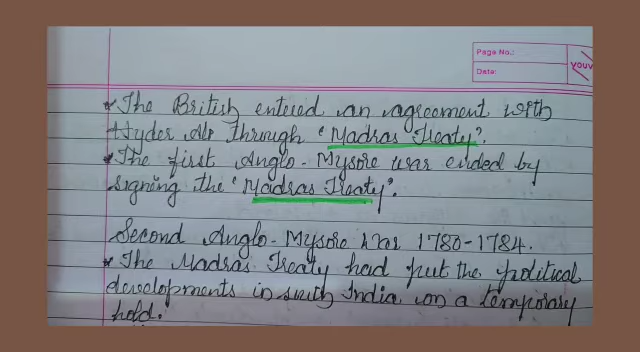 Page No.:
Date:
YOUV
* The British entered an agreement with
Hyder Ali through 'Madras Treaty'.
* The first Anglo-Mysore war ended by
signing the 'Madras Treaty'.
Second Anglo-Mysore War 1780-1784.
* The Madras Treaty had put the political
developments in south India on a temporary
hold.